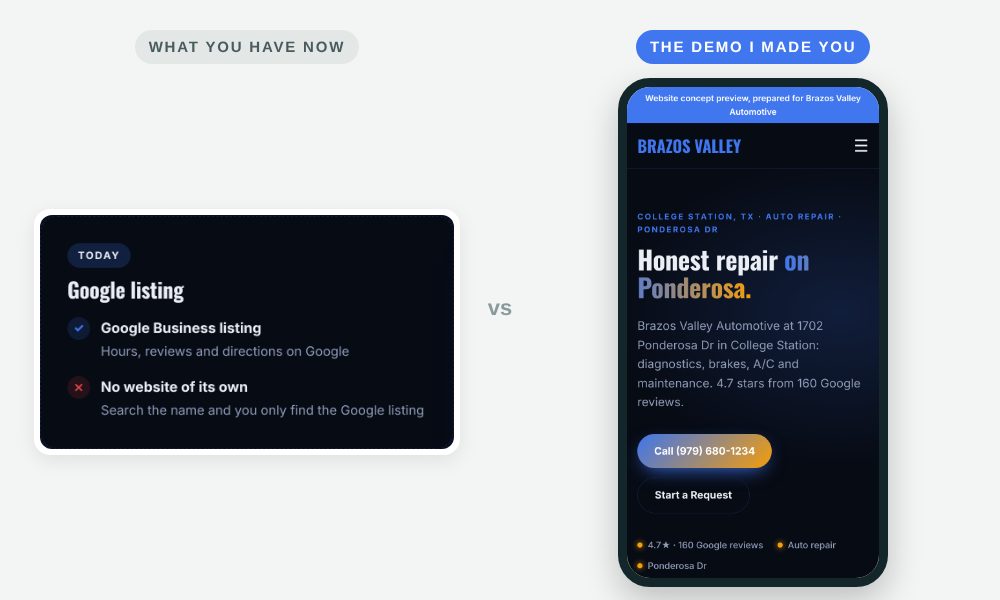 WHAT YOU HAVE NOW
TODAY
Google listing
Google Business listing
Hours, reviews and directions on Google
No website of its own
Search the name and you only find the Google listing
vs
THE DEMO I MADE YOU
Website concept preview, prepared for Brazos Valley
Automotive
BRAZOS VALLEY
COLLEGE STATION, TX · AUTO REPAIR ·
PONDEROSA DR
Honest repair on
Ponderosa.
Brazos Valley Automotive at 1702
Ponderosa Dr in College Station:
diagnostics, brakes, A/C and
maintenance. 4.7 stars from 160 Google
reviews.
Call (979) 680-1234
Start a Request
4.7★ · 160 Google reviews
Auto repair
Ponderosa Dr